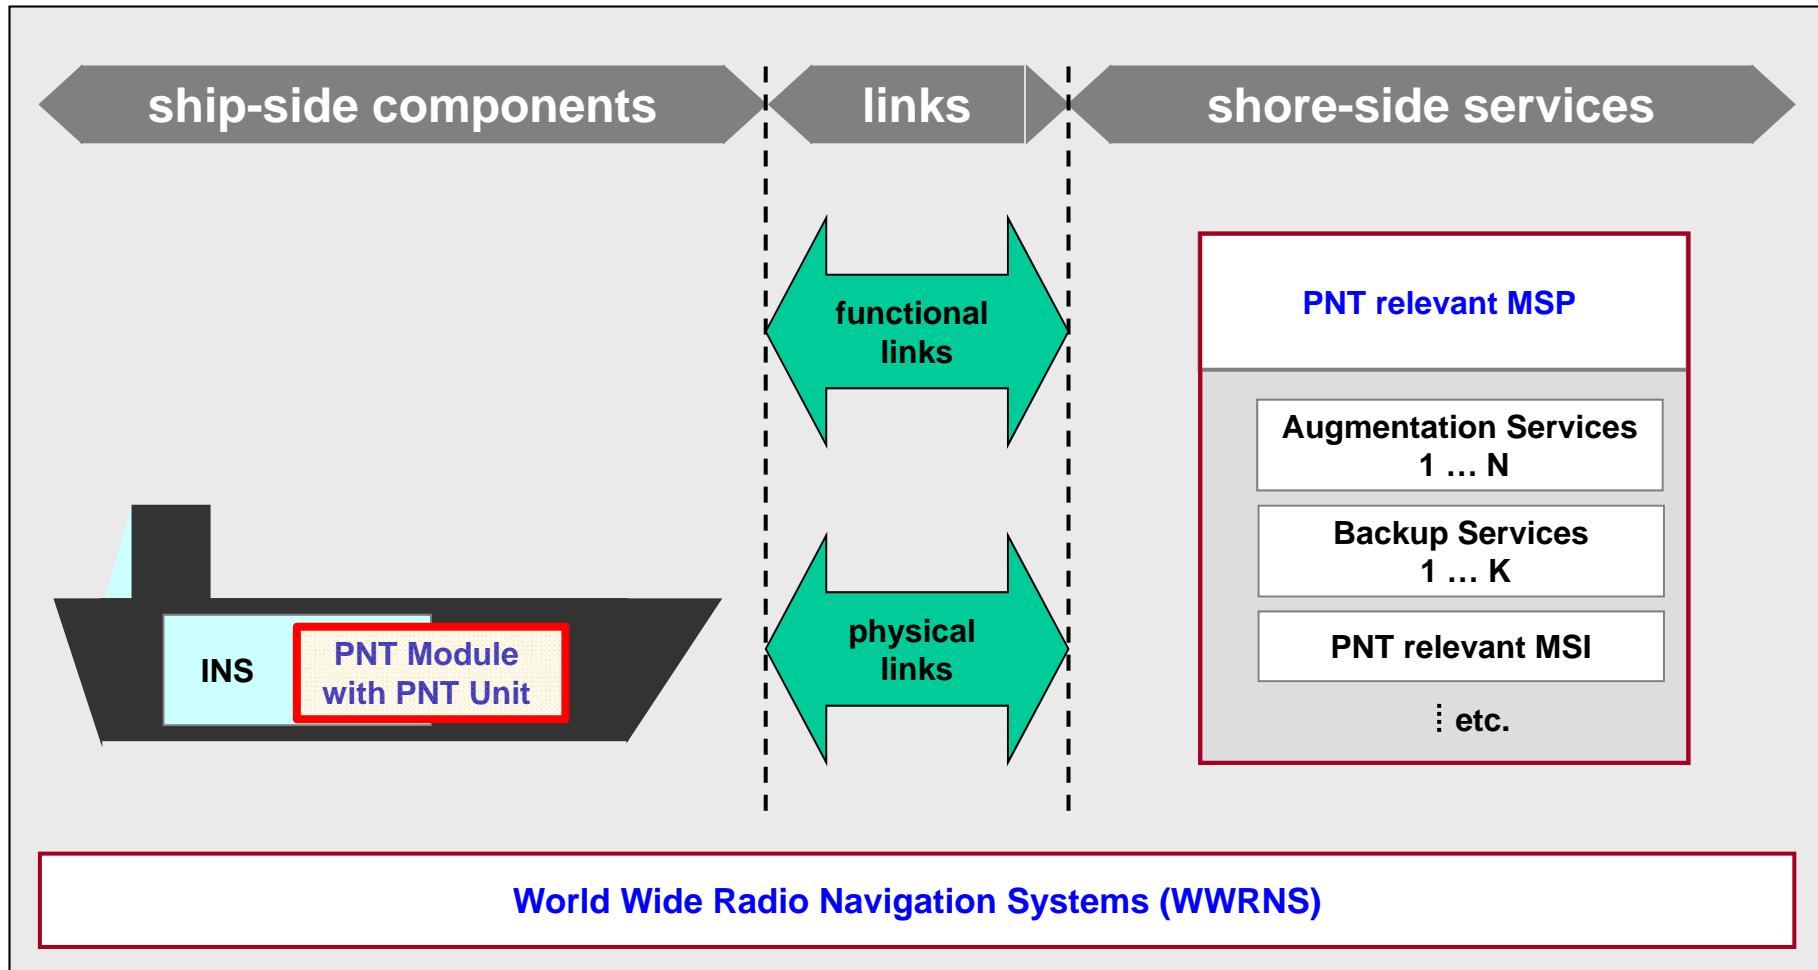 ship-side components
links
shore-side services
functional
links
PNT relevant MSP
Augmentation Services
1 … N
Backup Services
1 … K
physical
links
PNT relevant MSI
etc.
INS
PNT Module
with PNT Unit
World Wide Radio Navigation Systems (WWRNS)